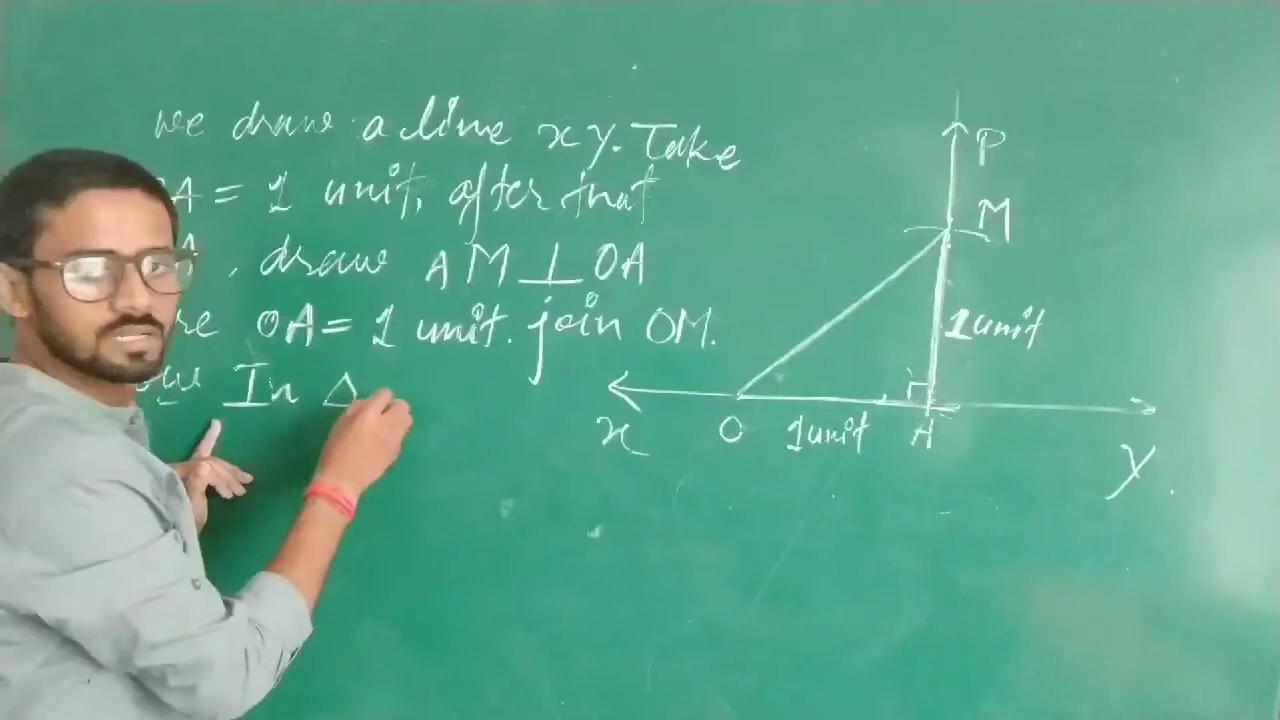 we draw a line xy. Take
A = 1 unit, after that
A, draw AM ⊥ OA
re OA = 1 unit. join OM.
In Δ
P
M
1 unit
x O 1 unit A Y